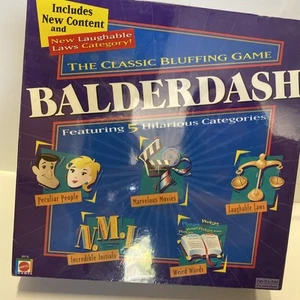 Includes
New Content
and
New Laughable
Laws Category!
THE CLASSIC BLUFFING GAME
BALDERDASH
Featuring 5 Hilarious Categories
Peculiar People
Marvelous Movies
Laughable Laws
N.M.I.
Incredible Initials
Weird Words